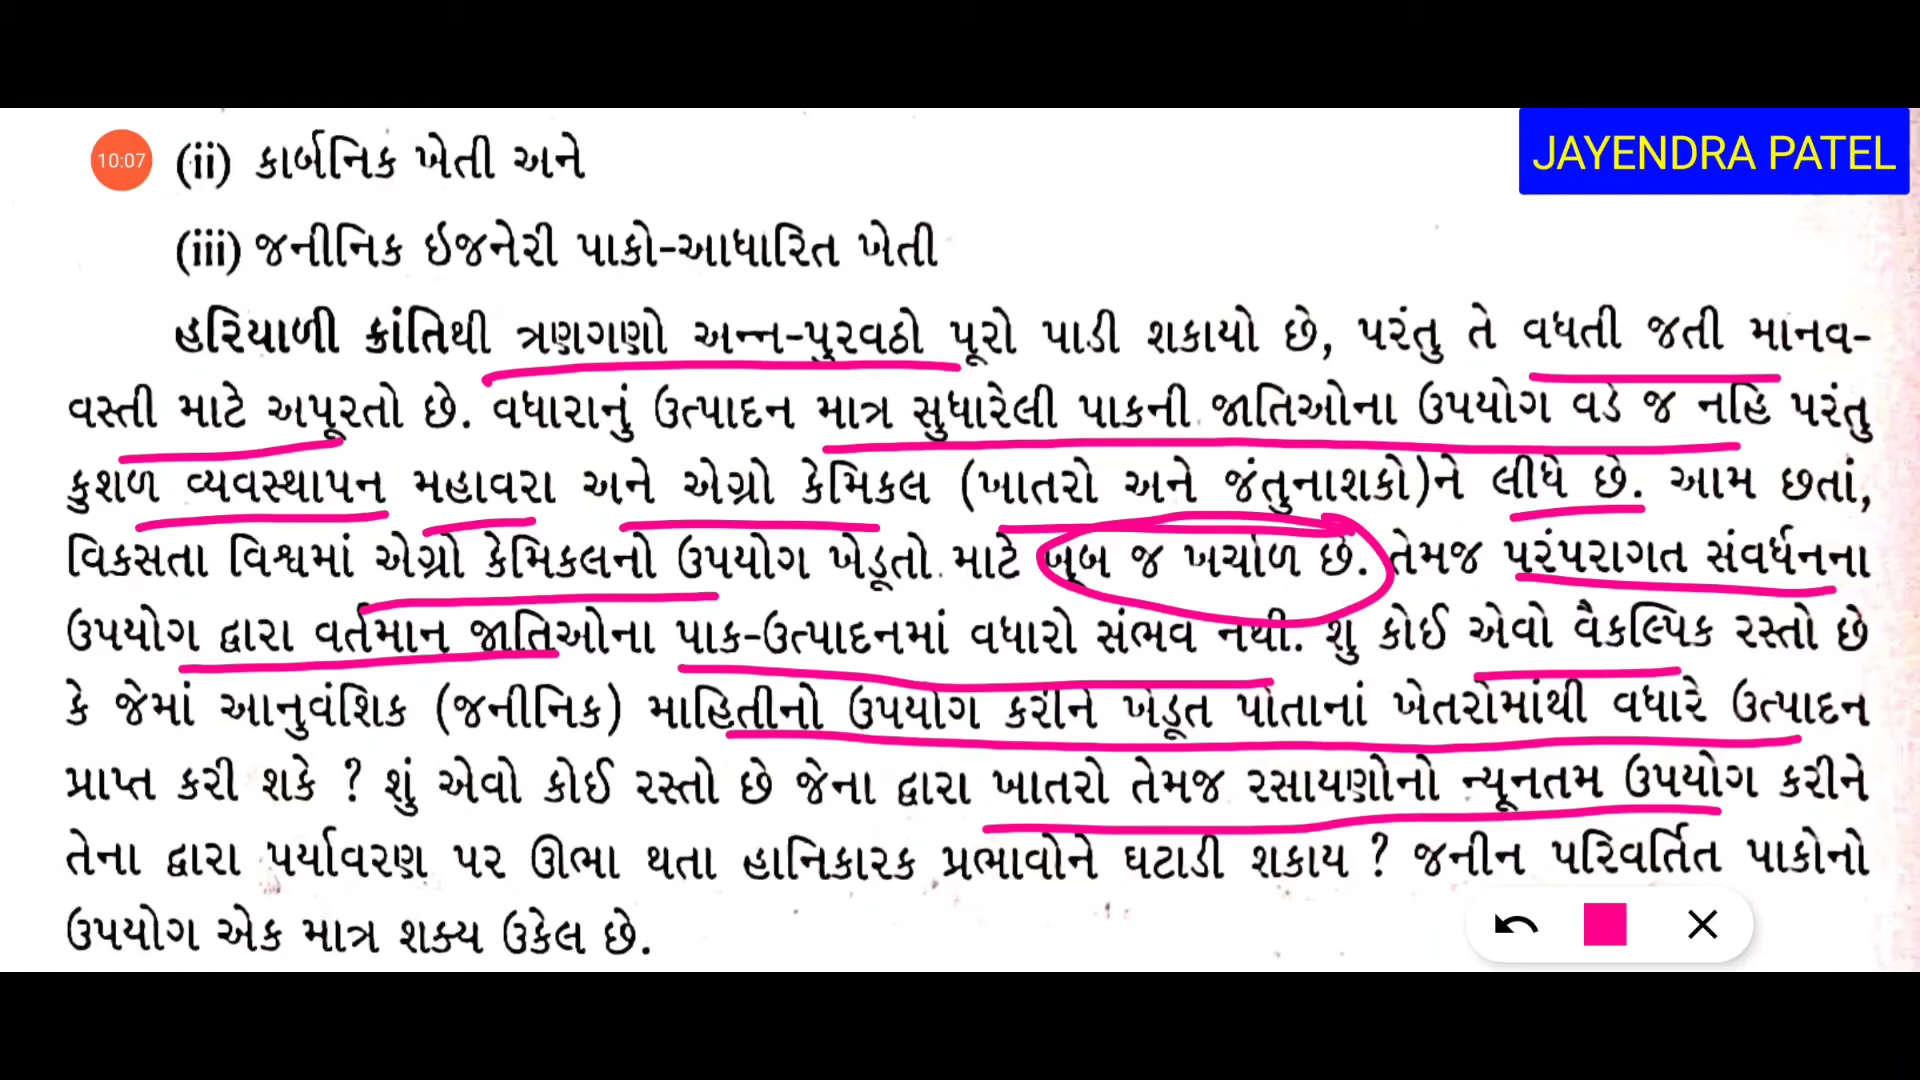 10:07
(ii) કાર્બનિક ખેતી અને
JAYENDRA PATEL
(iii) જનીનિક ઇજનેરી પાકો-આધારિત ખેતી
હરિયાળી ક્રાંતિથી ત્રણગણો અન્ન-પુરવઠો પૂરો પાડી શકાયો છે, પરંતુ તે વધતી જતી માનવ-
વસ્તી માટે અપૂરતો છે. વધારાનું ઉત્પાદન માત્ર સુધારેલી પાકની જાતિઓના ઉપયોગ વડે જ નહિ પરંતુ
કુશળ વ્યવસ્થાપન મહાવરા અને એગ્રો કેમિકલ (ખાતરો અને જંતુનાશકો)ને લીધે છે. આમ છતાં,
વિકસતા વિશ્વમાં એગ્રો કેમિકલનો ઉપયોગ ખેડૂતો માટે ખૂબ જ ખર્ચાળ છે. તેમજ પરંપરાગત સંવર્ધનના
ઉપયોગ દ્વારા વર્તમાન જાતિઓના પાક-ઉત્પાદનમાં વધારો સંભવ નથી. શું કોઈ એવો વૈકલ્પિક રસ્તો છે
કે જેમાં આનુવંશિક (જનીનિક) માહિતીનો ઉપયોગ કરીને ખેડૂત પોતાનાં ખેતરોમાંથી વધારે ઉત્પાદન
પ્રાપ્ત કરી શકે ? શું એવો કોઈ રસ્તો છે જેના દ્વારા ખાતરો તેમજ રસાયણોનો ન્યૂનતમ ઉપયોગ કરીને
તેના દ્વારા પર્યાવરણ પર ઊભા થતા હાનિકારક પ્રભાવોને ઘટાડી શકાય ? જનીન પરિવર્તિત પાકોનો
ઉપયોગ એક માત્ર શક્ય ઉકેલ છે.